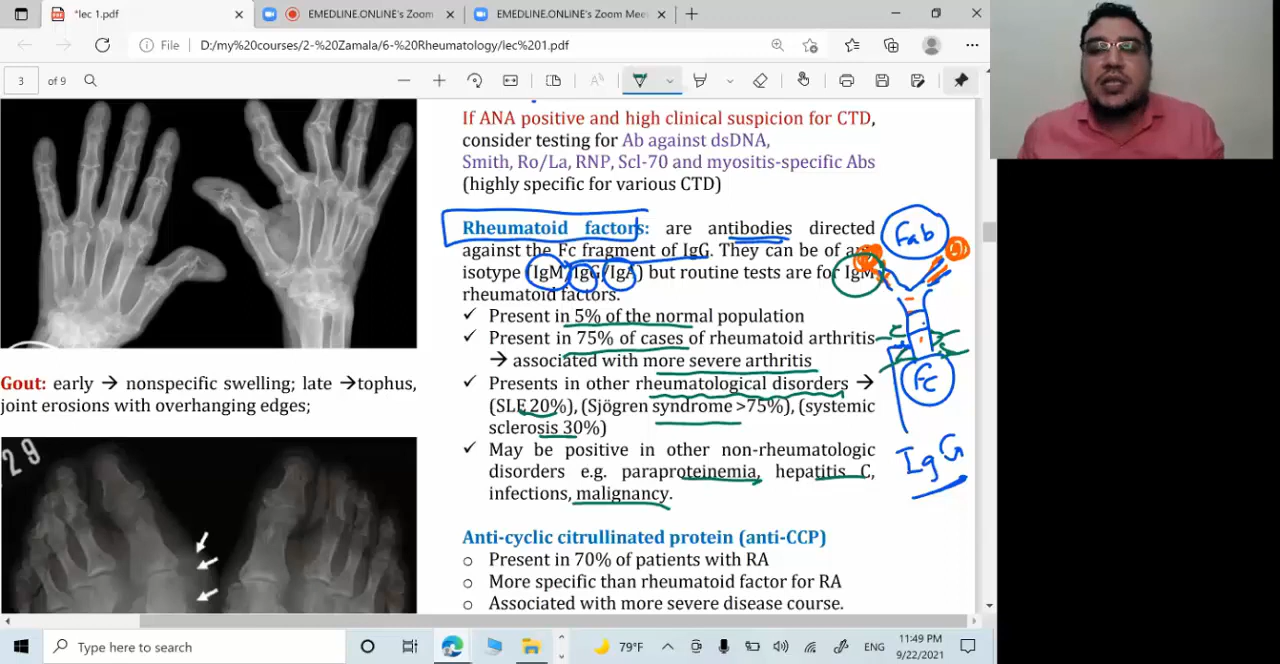 *lec 1.pdf
EMEDLINE.ONLINE's Zoom
EMEDLINE.ONLINE's Zoom Mee
File
D:/my%20courses/2-%20Zamala/6-%20Rheumatology/lec%201.pdf
3
of 9
If ANA positive and high clinical suspicion for CTD,
consider testing for Ab against dsDNA,
Smith, Ro/La, RNP, Scl-70 and myositis-specific Abs
(highly specific for various CTD)
Rheumatoid factors: are antibodies directed
against the Fc fragment of IgG. They can be of any
isotype (IgM, IgG, IgA) but routine tests are for IgM
rheumatoid factors.
✓ Present in 5% of the normal population
✓ Present in 75% of cases of rheumatoid arthritis
→ associated with more severe arthritis
✓ Presents in other rheumatological disorders →
(SLE 20%), (Sjögren syndrome >75%), (systemic
sclerosis 30%)
✓ May be positive in other non-rheumatologic
disorders e.g. paraproteinemia, hepatitis C,
infections, malignancy.
Fab
Fc
IgG
Gout: early → nonspecific swelling; late →tophus,
joint erosions with overhanging edges;
29
Anti-cyclic citrullinated protein (anti-CCP)
o Present in 70% of patients with RA
o More specific than rheumatoid factor for RA
o Associated with more severe disease course.
Type here to search
79°F
ENG
11:49 PM
9/22/2021